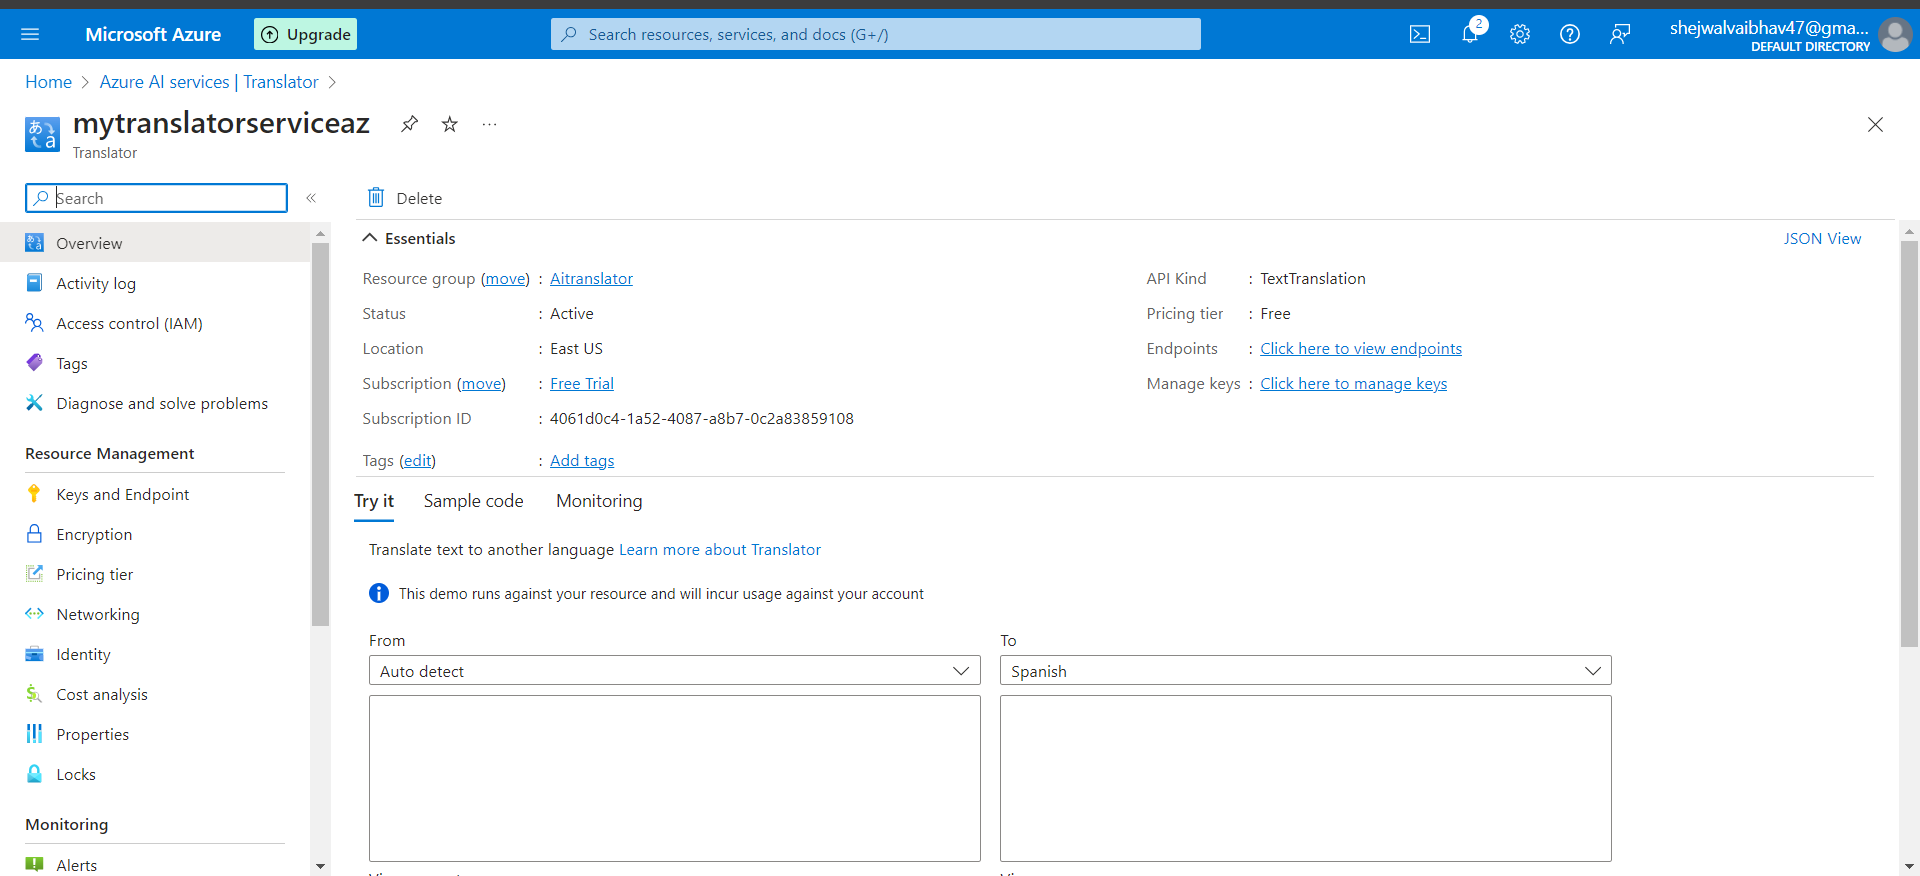 Microsoft Azure
Upgrade
Search resources, services, and docs (G+/)
2
shejwalvaibhav47@gma...
DEFAULT DIRECTORY
Home > Azure AI services | Translator >
mytranslatorserviceaz
Translator
Search
Delete
Overview
Activity log
Access control (IAM)
Tags
Diagnose and solve problems
Resource Management
Keys and Endpoint
Encryption
Pricing tier
Networking
Identity
Cost analysis
Properties
Locks
Monitoring
Alerts
Essentials
JSON View
Resource group (move) : Aitranslator
Status : Active
Location : East US
Subscription (move) : Free Trial
Subscription ID : 4061d0c4-1a52-4087-a8b7-0c2a83859108
Tags (edit) : Add tags
API Kind : TextTranslation
Pricing tier : Free
Endpoints : Click here to view endpoints
Manage keys : Click here to manage keys
Try it Sample code Monitoring
Translate text to another language Learn more about Translator
This demo runs against your resource and will incur usage against your account
From
Auto detect
To
Spanish